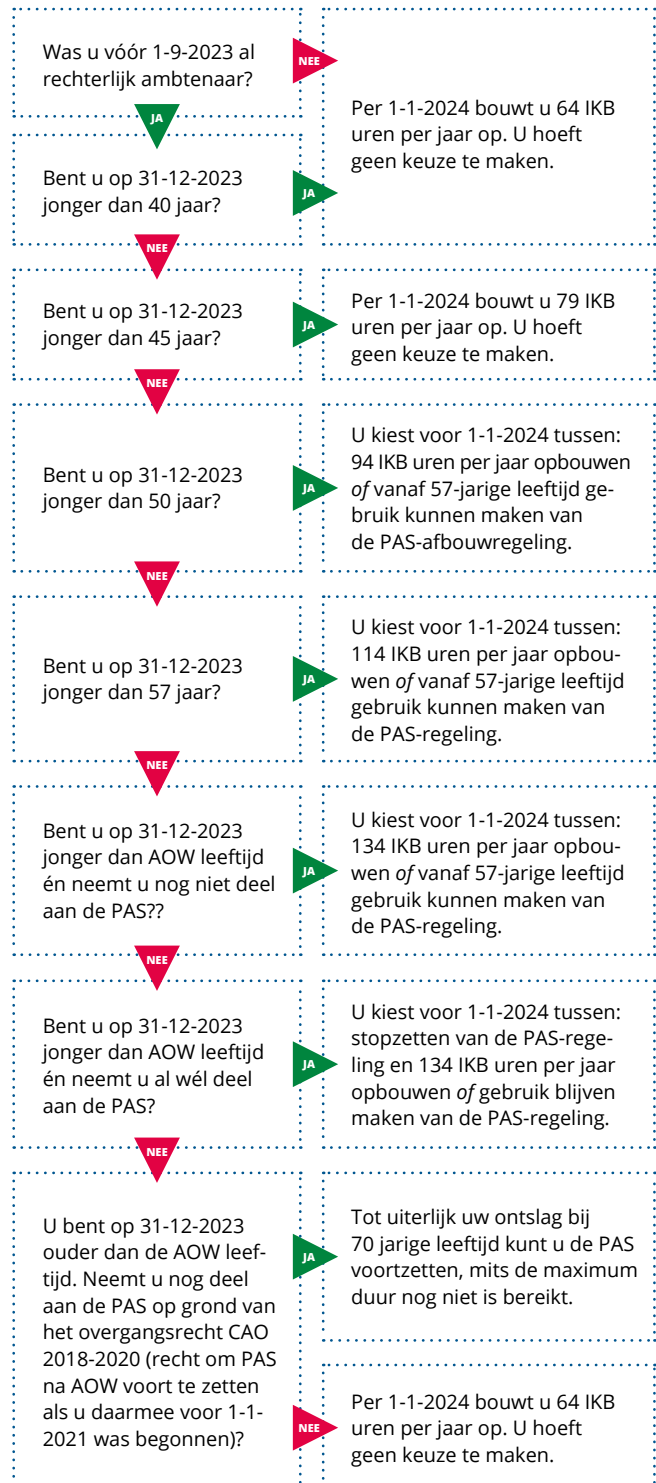 Was u vóór 1-9-2023 al
rechterlijk ambtenaar?
NEE
JA
Per 1-1-2024 bouwt u 64 IKB
uren per jaar op. U hoeft
geen keuze te maken.
Bent u op 31-12-2023
jonger dan 40 jaar?
JA
NEE
Bent u op 31-12-2023
jonger dan 45 jaar?
JA
Per 1-1-2024 bouwt u 79 IKB
uren per jaar op. U hoeft
geen keuze te maken.
NEE
Bent u op 31-12-2023
jonger dan 50 jaar?
JA
U kiest voor 1-1-2024 tussen:
94 IKB uren per jaar opbouwen
of vanaf 57-jarige leeftijd ge-
bruik kunnen maken van
de PAS-afbouwregeling.
NEE
Bent u op 31-12-2023
jonger dan 57 jaar?
JA
U kiest voor 1-1-2024 tussen:
114 IKB uren per jaar opbou-
wen of vanaf 57-jarige leeftijd
gebruik kunnen maken van
de PAS-regeling.
NEE
Bent u op 31-12-2023
jonger dan AOW leeftijd
én neemt u nog niet deel
aan de PAS??
JA
U kiest voor 1-1-2024 tussen:
134 IKB uren per jaar opbou-
wen of vanaf 57-jarige leeftijd
gebruik kunnen maken van
de PAS-regeling.
NEE
Bent u op 31-12-2023
jonger dan AOW leeftijd
én neemt u al wél deel
aan de PAS?
JA
U kiest voor 1-1-2024 tussen:
stopzetten van de PAS-rege-
ling en 134 IKB uren per jaar
opbouwen of gebruik blijven
maken van de PAS-regeling.
NEE
U bent op 31-12-2023
ouder dan de AOW leef-
tijd. Neemt u nog deel
aan de PAS op grond van
het overgangsrecht CAO
2018-2020 (recht om PAS
na AOW voort te zetten
als u daarmee voor 1-1-
2021 was begonnen)?
JA
Tot uiterlijk uw ontslag bij
70 jarige leeftijd kunt u de PAS
voortzetten, mits de maximum
duur nog niet is bereikt.
NEE
Per 1-1-2024 bouwt u 64 IKB
uren per jaar op. U hoeft
geen keuze te maken.